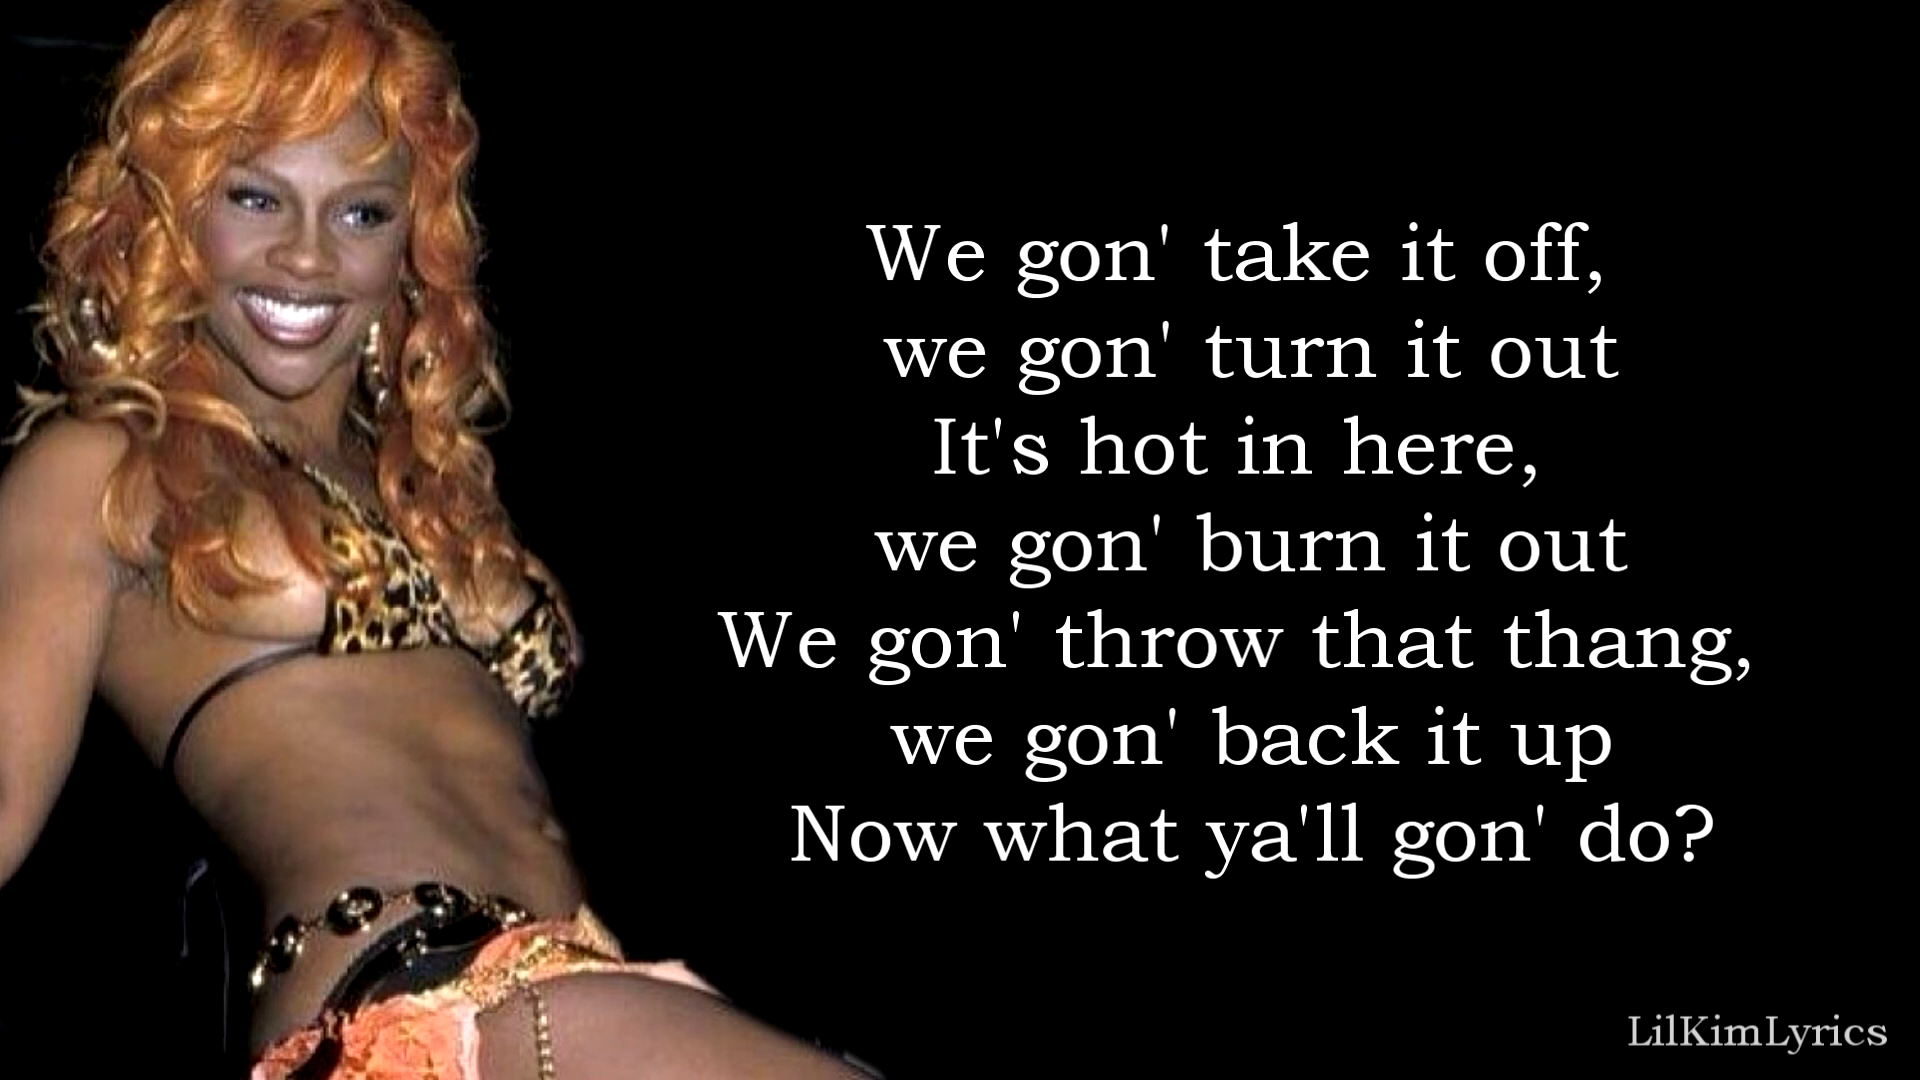 We gon' take it off,
we gon' turn it out
It's hot in here,
we gon' burn it out
We gon' throw that thang,
we gon' back it up
Now what ya'll gon' do?
LilKimLyrics